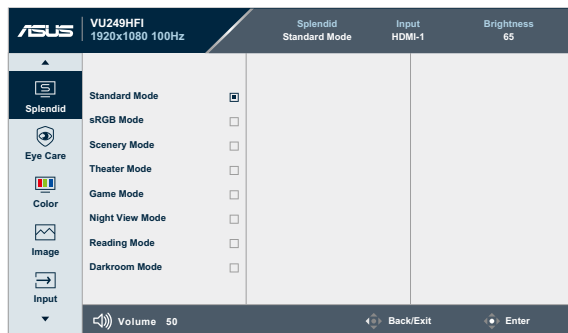 ASUS
VU249HFI
1920x1080 100Hz
Splendid
Standard Mode
Input
HDMI-1
Brightness
65
Splendid
Eye Care
Color
Image
Input
Standard Mode
sRGB Mode
Scenery Mode
Theater Mode
Game Mode
Night View Mode
Reading Mode
Darkroom Mode
Volume 50
Back/Exit
Enter